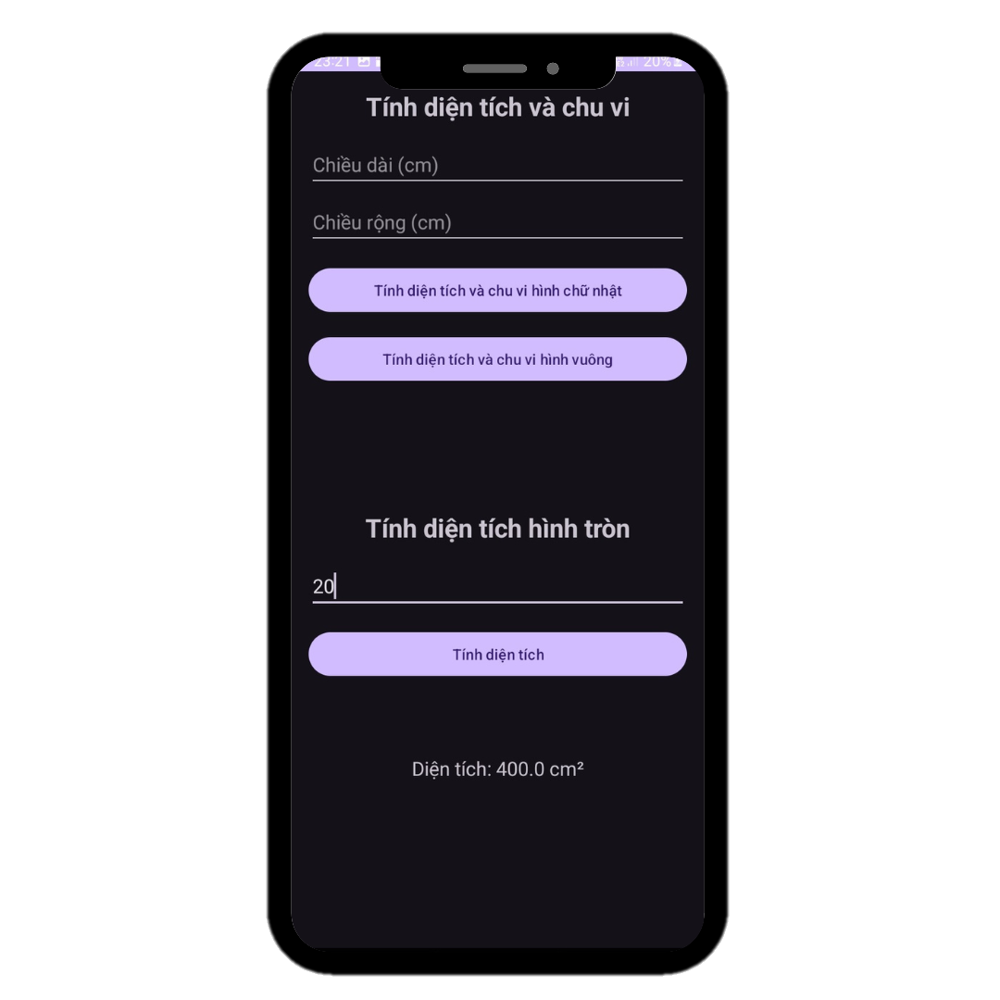 23:21
20%
Tính diện tích và chu vi
Chiều dài (cm)
Chiều rộng (cm)
Tính diện tích và chu vi hình chữ nhật
Tính diện tích và chu vi hình vuông
Tính diện tích hình tròn
20
Tính diện tích
Diện tích: 400.0 cm²